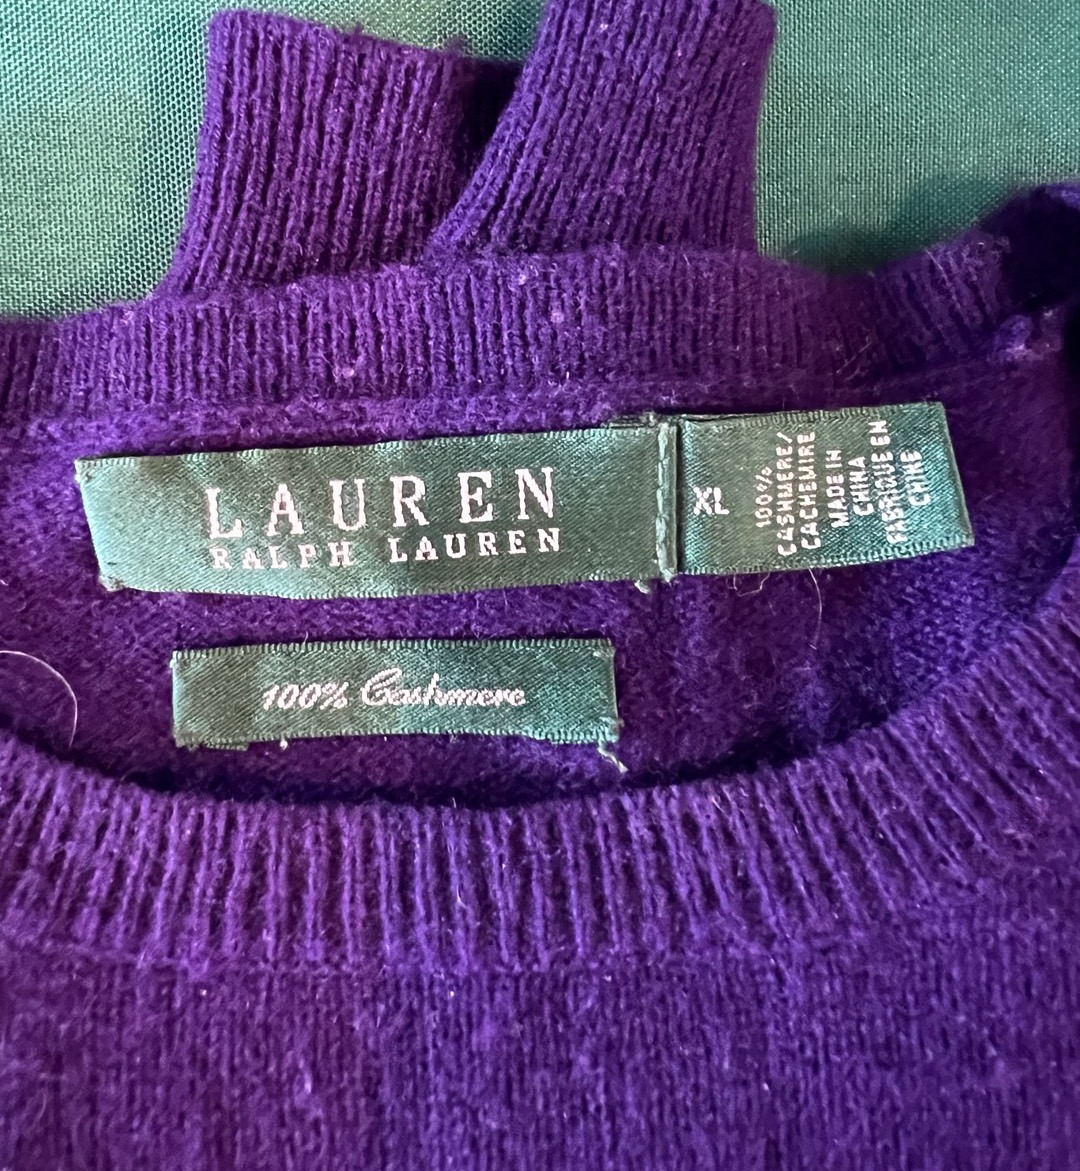 LAUREN
RALPH LAUREN
XL
100%
CASHMERE/
CACHEMIRE
MADE IN
CHINA
FABRIQUE EN
CHINE
100% Cashmere